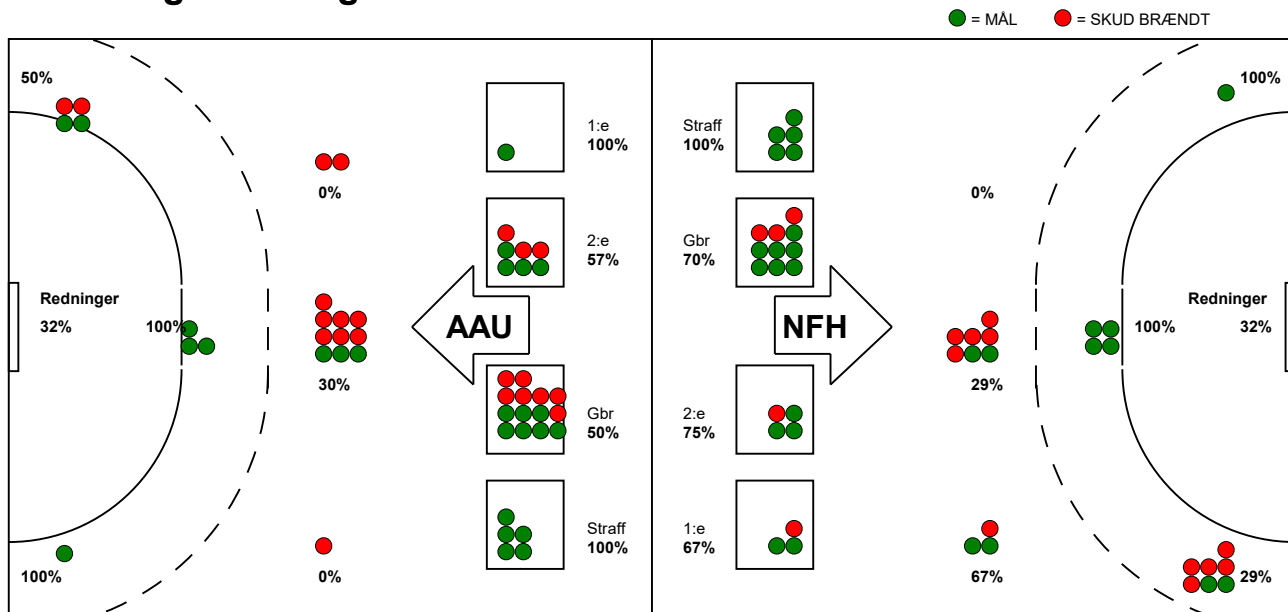 = MÅL = SKUD BRÆNDT
50% 100%
1:e Straff
100% 100%
0% 0%
2:e Gbr
57% 70%
Redninger Redninger
32% 100% AAU NFH 100% 32%
30% 29%
Gbr 2:e
50% 75%
Straff 1:e
100% 67%
100% 0% 67% 29%